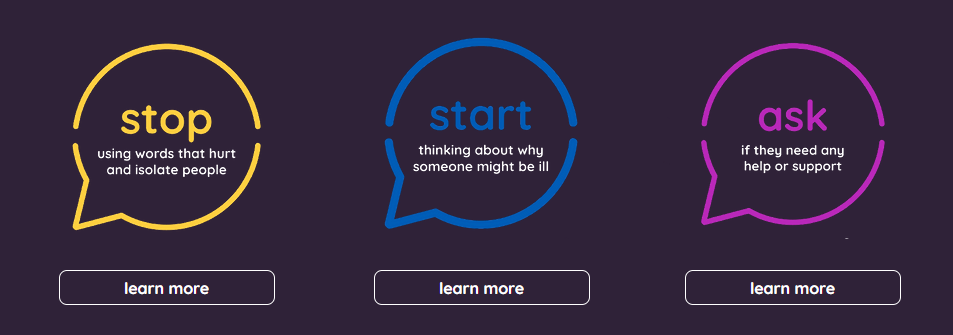 stop
using words that hurt
and isolate people
learn more
start
thinking about why
someone might be ill
learn more
ask
if they need any
help or support
learn more